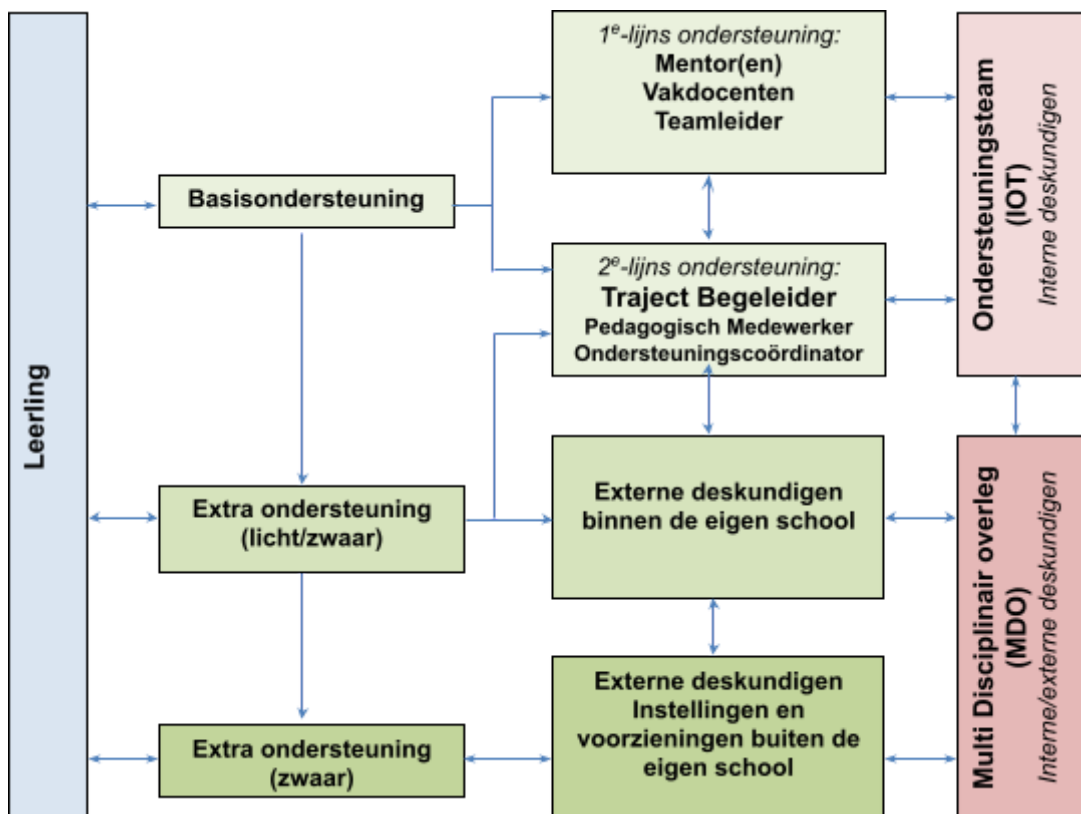 Leerling
Basisondersteuning
Extra ondersteuning
(licht/zwaar)
Extra ondersteuning
(zwaar)
1e-lijns ondersteuning:
Mentor(en)
Vakdocenten
Teamleider
2e-lijns ondersteuning:
Traject Begeleider
Pedagogisch Medewerker
Ondersteuningscoördinator
Externe deskundigen
binnen de eigen school
Externe deskundigen
Instellingen en
voorzieningen buiten de
eigen school
Ondersteuningsteam
(IOT)
Interne deskundigen
Multi Disciplinair overleg
(MDO)
Interne/externe deskundigen